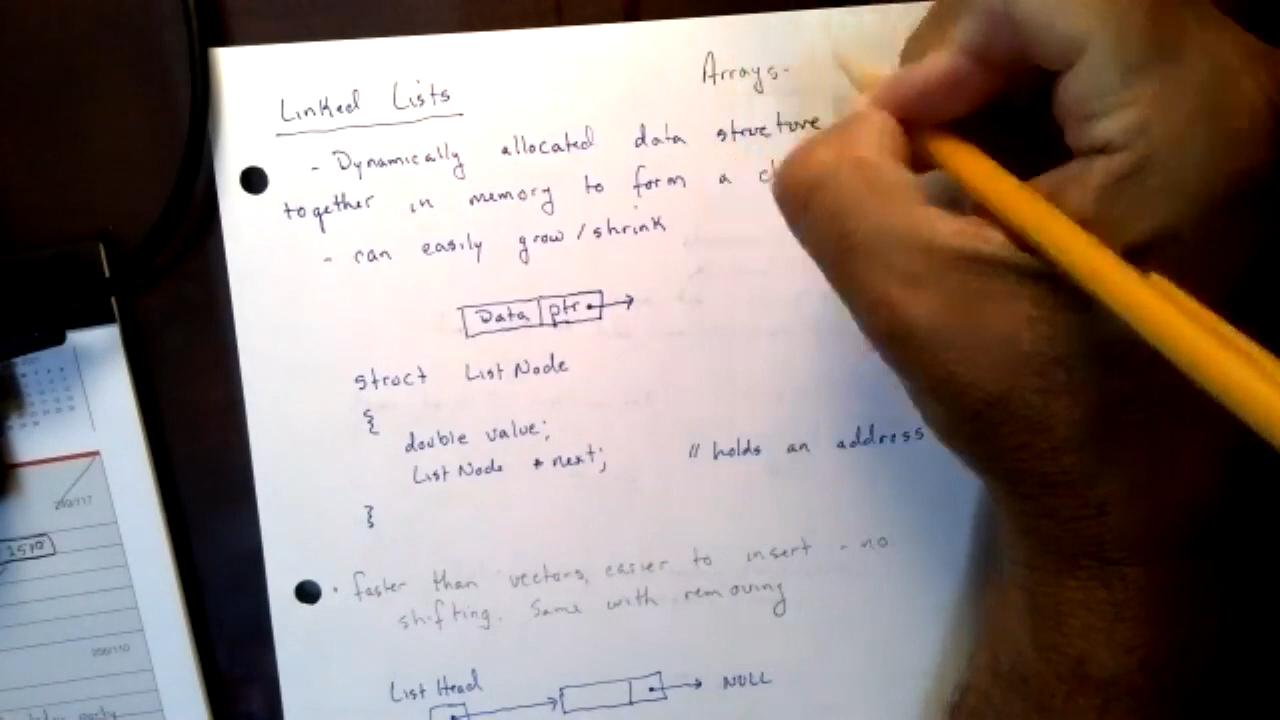 Linked Lists
Arrays-
- Dynamically allocated data structure
together in memory to form a
- can easily grow/shrink
Data ptr
struct ListNode
{
double value;
ListNode * next; // holds an address
}
• faster than vectors, easier to insert - no
shifting. Same with removing
List Head
NULL
1570